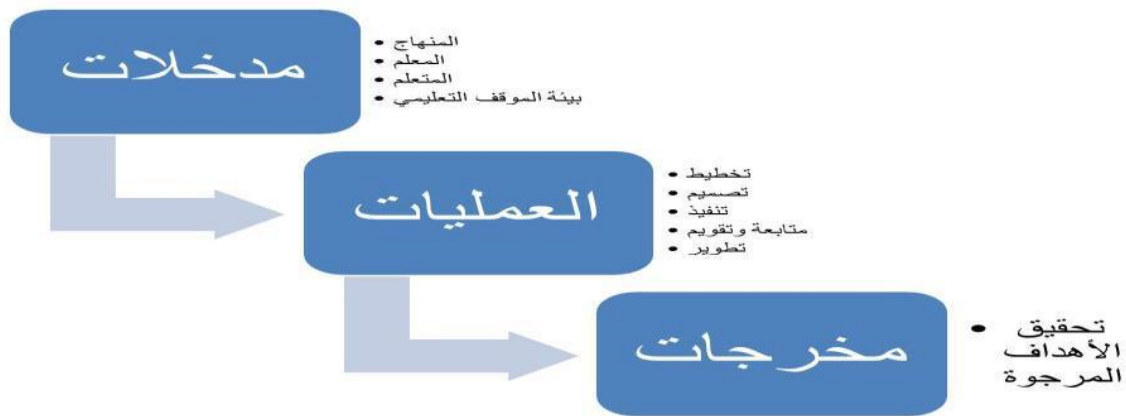 مدخلات
• المنهاج
• المعلم
• المتعلم
• بيئة الموقف التعليمي
العمليات
• تخطيط
• تصميم
• تنفيذ
• متابعة وتقويم
• تطوير
مخرجات
• تحقيق
الأهداف
المرجوة